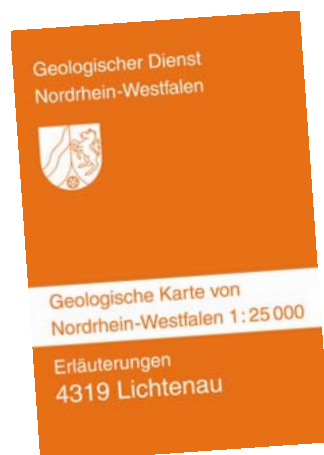 Geologischer Dienst
Nordrhein-Westfalen
Geologische Karte von
Nordrhein-Westfalen 1:25 000
Erläuterungen
4319 Lichtenau